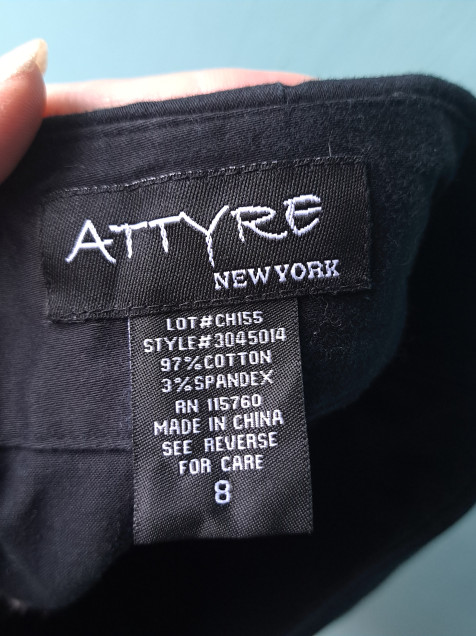 ATTYRE
NEW YORK
LOT#CH155
STYLE#3045014
97%COTTON
3%SPANDEX
RN 115760
MADE IN CHINA
SEE REVERSE
FOR CARE
8